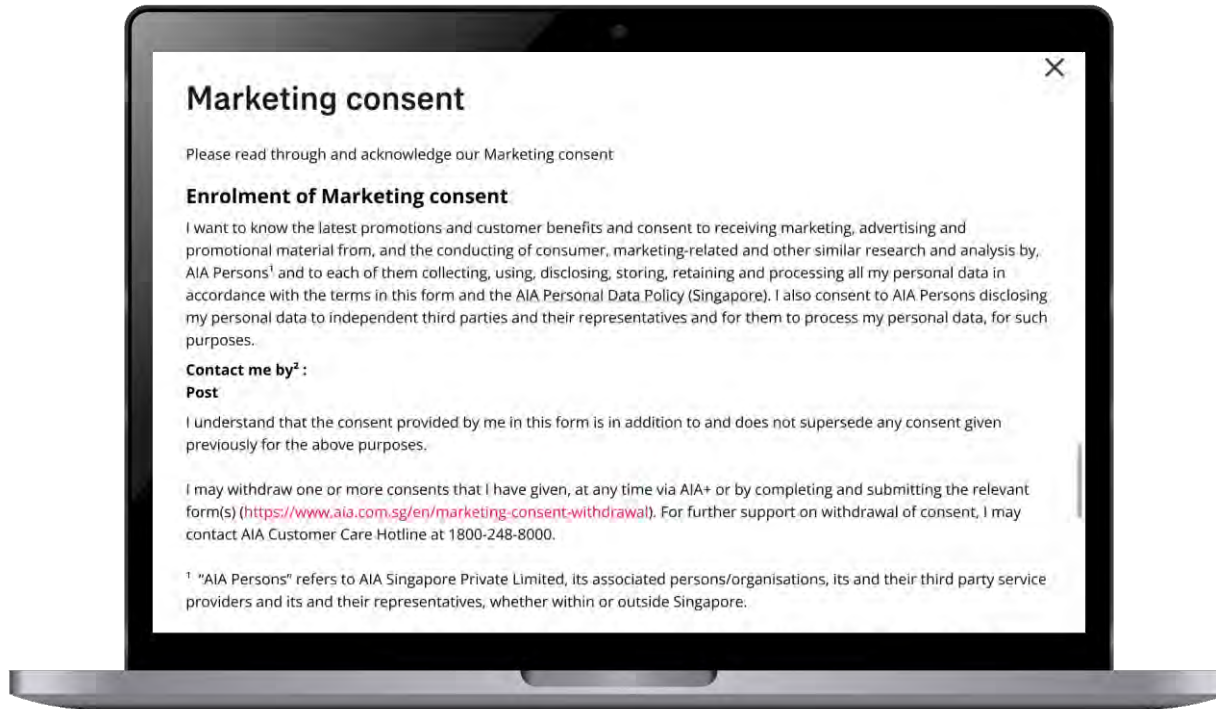 Marketing consent
Please read through and acknowledge our Marketing consent
Enrolment of Marketing consent
I want to know the latest promotions and customer benefits and consent to receiving marketing, advertising and
promotional material from, and the conducting of consumer, marketing-related and other similar research and analysis by,
AIA Persons¹ and to each of them collecting, using, disclosing, storing, retaining and processing all my personal data in
accordance with the terms in this form and the AIA Personal Data Policy (Singapore). I also consent to AIA Persons disclosing
my personal data to independent third parties and their representatives and for them to process my personal data, for such
purposes.
Contact me by² :
Post
I understand that the consent provided by me in this form is in addition to and does not supersede any consent given
previously for the above purposes.
I may withdraw one or more consents that I have given, at any time via AIA+ or by completing and submitting the relevant
form(s) (https://www.aia.com.sg/en/marketing-consent-withdrawal). For further support on withdrawal of consent, I may
contact AIA Customer Care Hotline at 1800-248-8000.
¹ "AIA Persons" refers to AIA Singapore Private Limited, its associated persons/organisations, its and their third party service
providers and its and their representatives, whether within or outside Singapore.